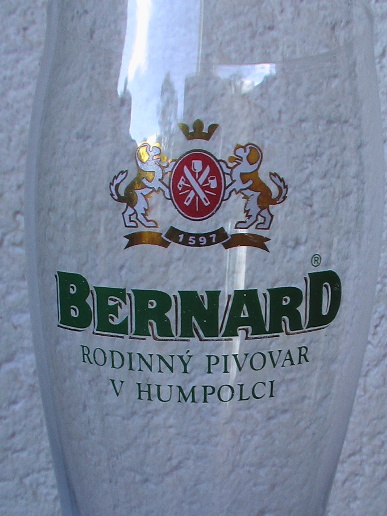 1597
BERNARD®
RODINNÝ PIVOVAR
V HUMPOLCI